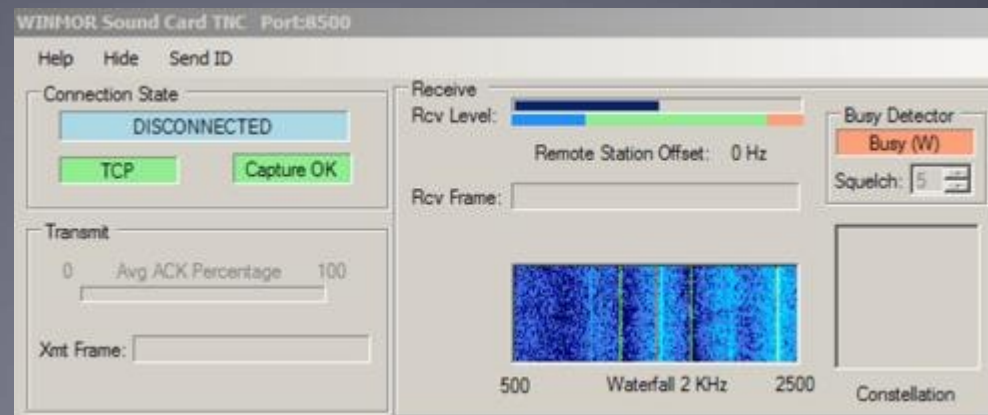 WINMOR Sound Card TNC Port:8500
Help Hide Send ID
Connection State
DISCONNECTED
TCP
Capture OK
Transmit
0 Avg ACK Percentage 100
Xmt Frame:
Receive
Rcv Level:
Remote Station Offset: 0 Hz
Rcv Frame:
500 Waterfall 2 KHz 2500
Busy Detector
Busy (W)
Squelch: 5
Constellation